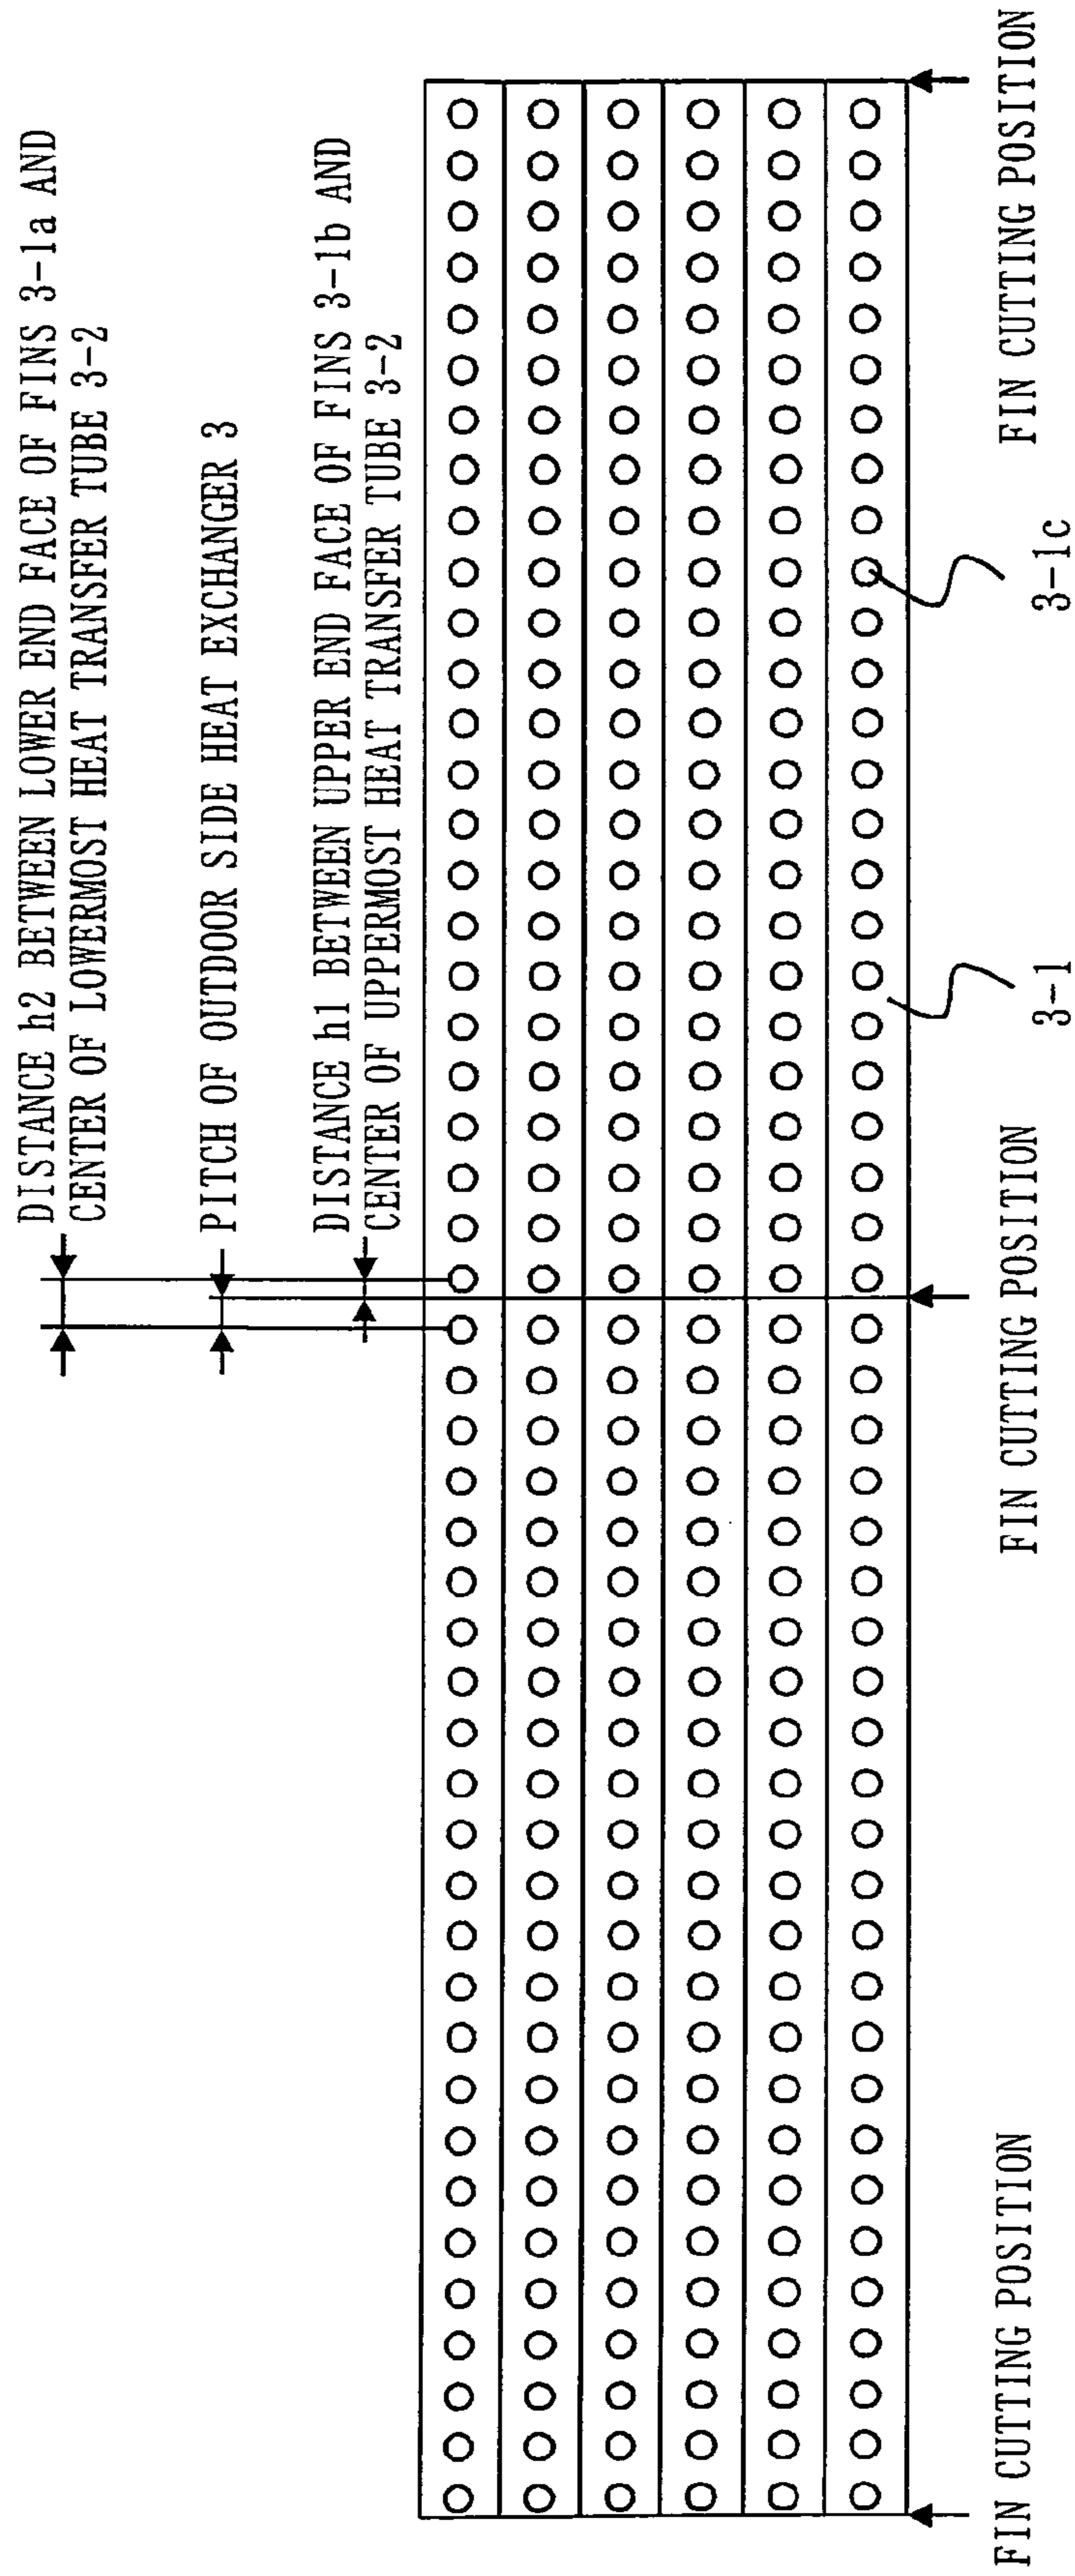 DISTANCE h2 BETWEEN LOWER END FACE OF FINS 3-1a AND
CENTER OF LOWERMOST HEAT TRANSFER TUBE 3-2
PITCH OF OUTDOOR SIDE HEAT EXCHANGER 3
DISTANCE h1 BETWEEN UPPER END FACE OF FINS 3-1b AND
CENTER OF UPPERMOST HEAT TRANSFER TUBE 3-2
FIN CUTTING POSITION
FIN CUTTING POSITION
3-1
3-1c
FIN CUTTING POSITION